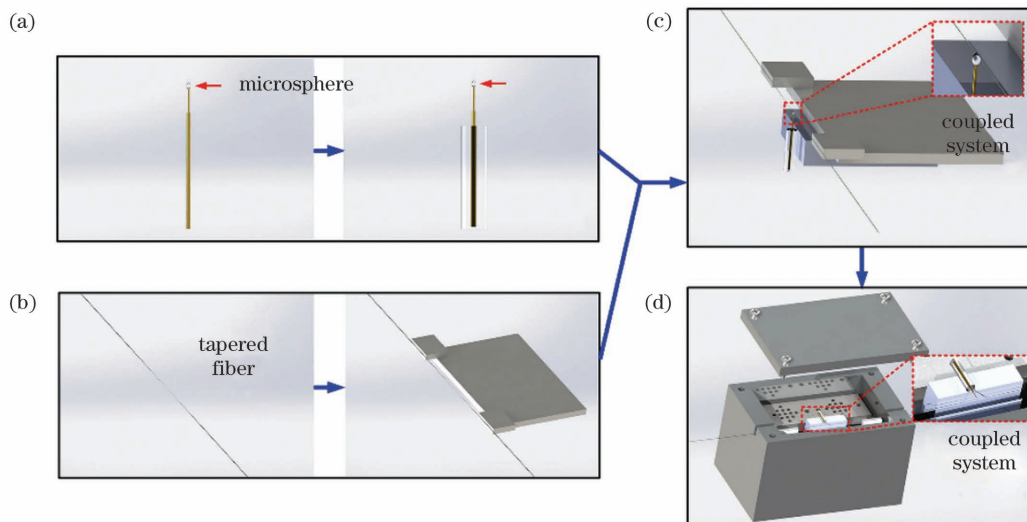 (a)
microsphere
(b)
tapered
fiber
(c)
coupled
system
(d)
coupled
system